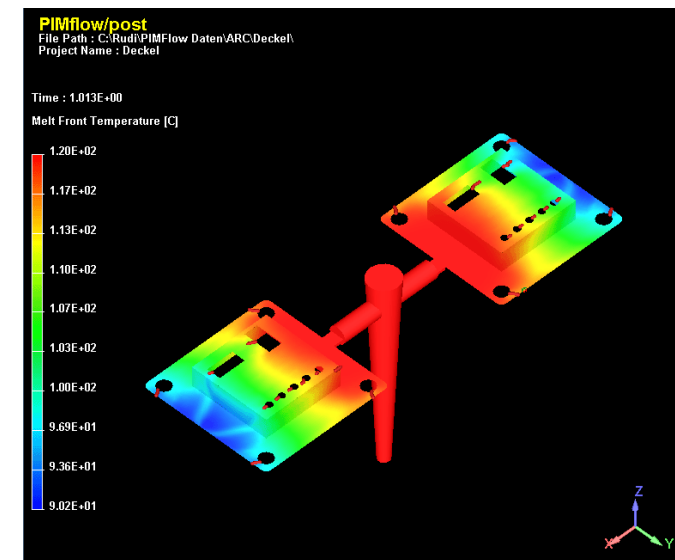 PIMflow/post
File Path : C:\Rudi\PIMFlow Daten\ARC\Deckel\
Project Name : Deckel
Time : 1.013E+00
Melt Front Temperature [C]
1.20E+02
1.17E+02
1.13E+02
1.10E+02
1.07E+02
1.03E+02
1.00E+02
9.69E+01
9.36E+01
9.02E+01
Z
X
Y